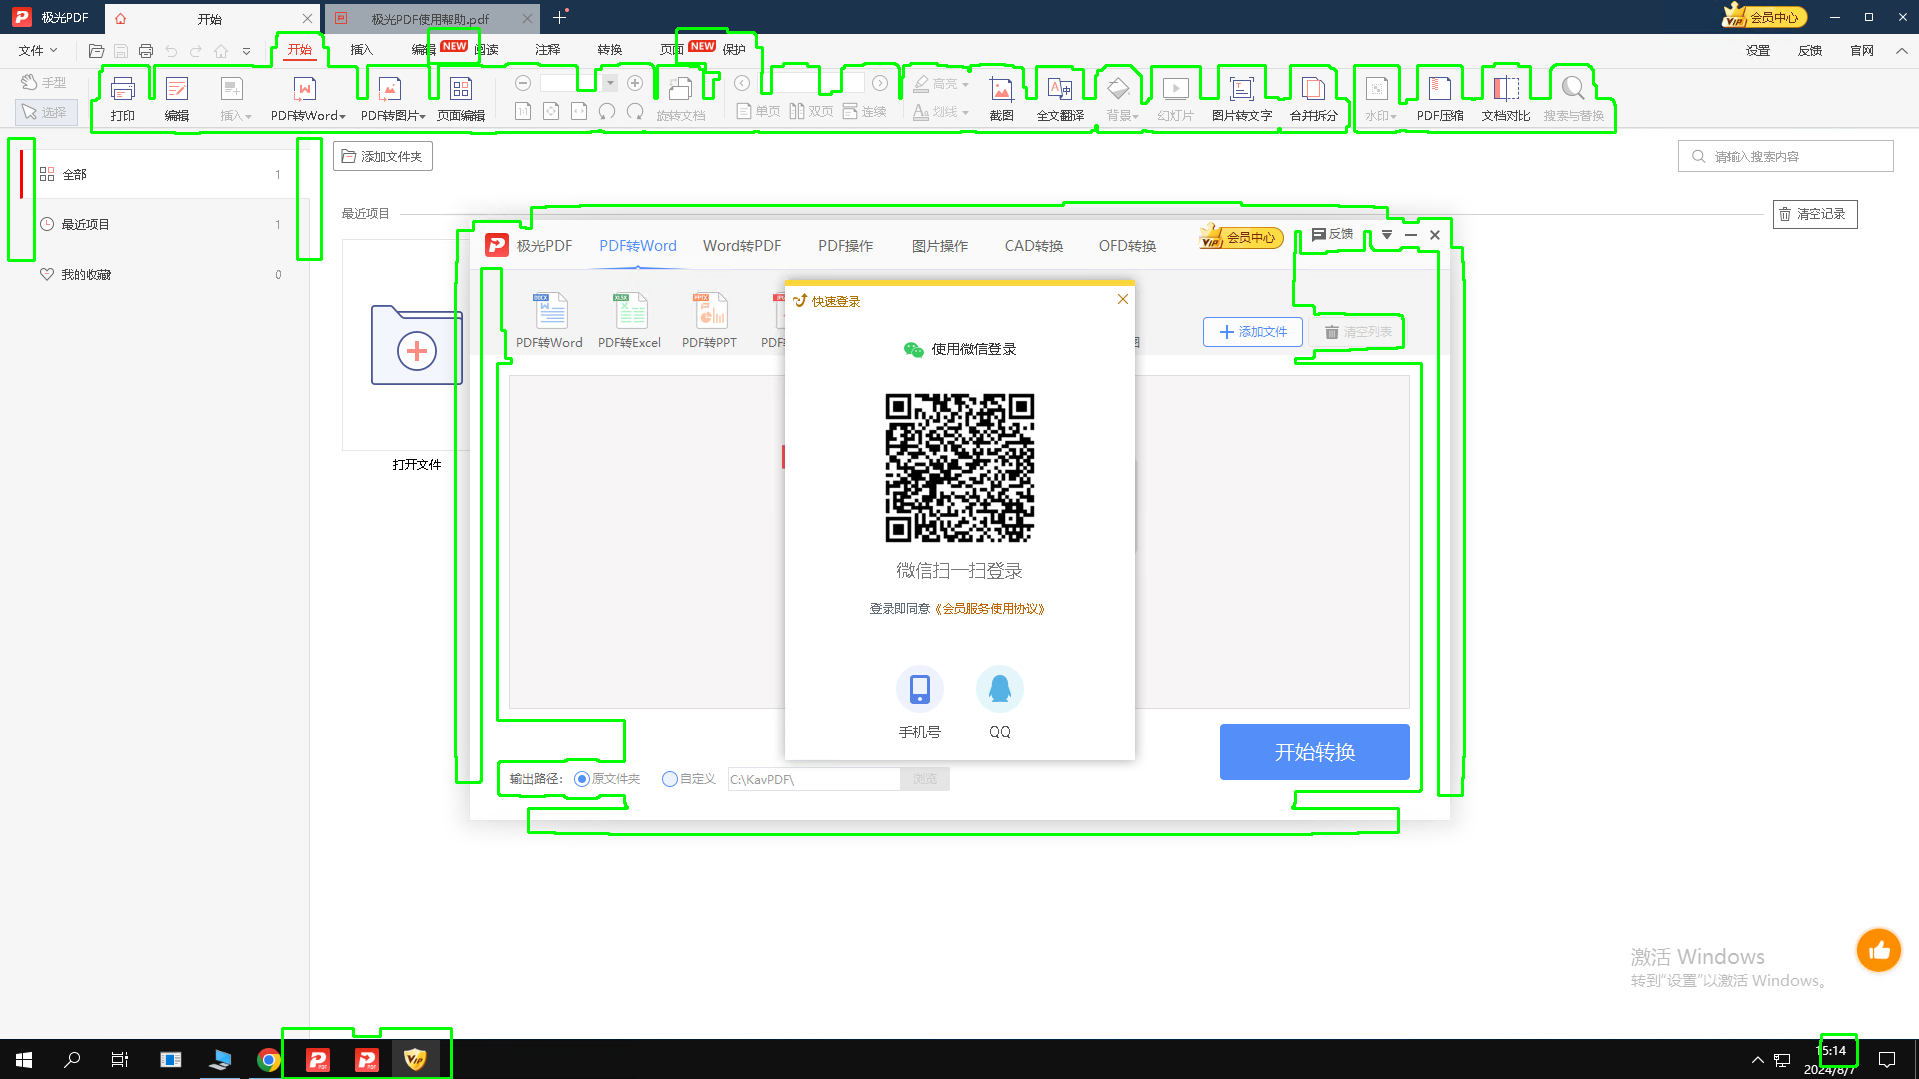 极光PDF
开始
极光PDF使用帮助.pdf
会员中心
文件
开始
插入
编辑
NEW
阅读
注释
转换
页面
NEW
保护
设置
反馈
官网
手型
选择
打印
编辑
插入
PDF转Word
PDF转图片
页面编辑
旋转文档
单页
双页
连续
高亮
划线
截图
全文翻译
背景
幻灯片
图片转文字
合并拆分
水印
PDF压缩
文档对比
搜索与替换
全部 1
最近项目 1
我的收藏 0
添加文件夹
请输入搜索内容
最近项目
清空记录
打开文件
极光PDF
PDF转Word
Word转PDF
PDF操作
图片操作
CAD转换
OFD转换
VIP 会员中心
反馈
PDF转Word
PDF转Excel
PDF转PPT
添加文件
清空列表
快速登录
使用微信登录
微信扫一扫登录
登录即同意《会员服务使用协议》
手机号
QQ
开始转换
输出路径:
原文件夹
自定义
C:\KavPDF\
浏览
激活 Windows
转到“设置”以激活 Windows。
15:14
2024/8/7